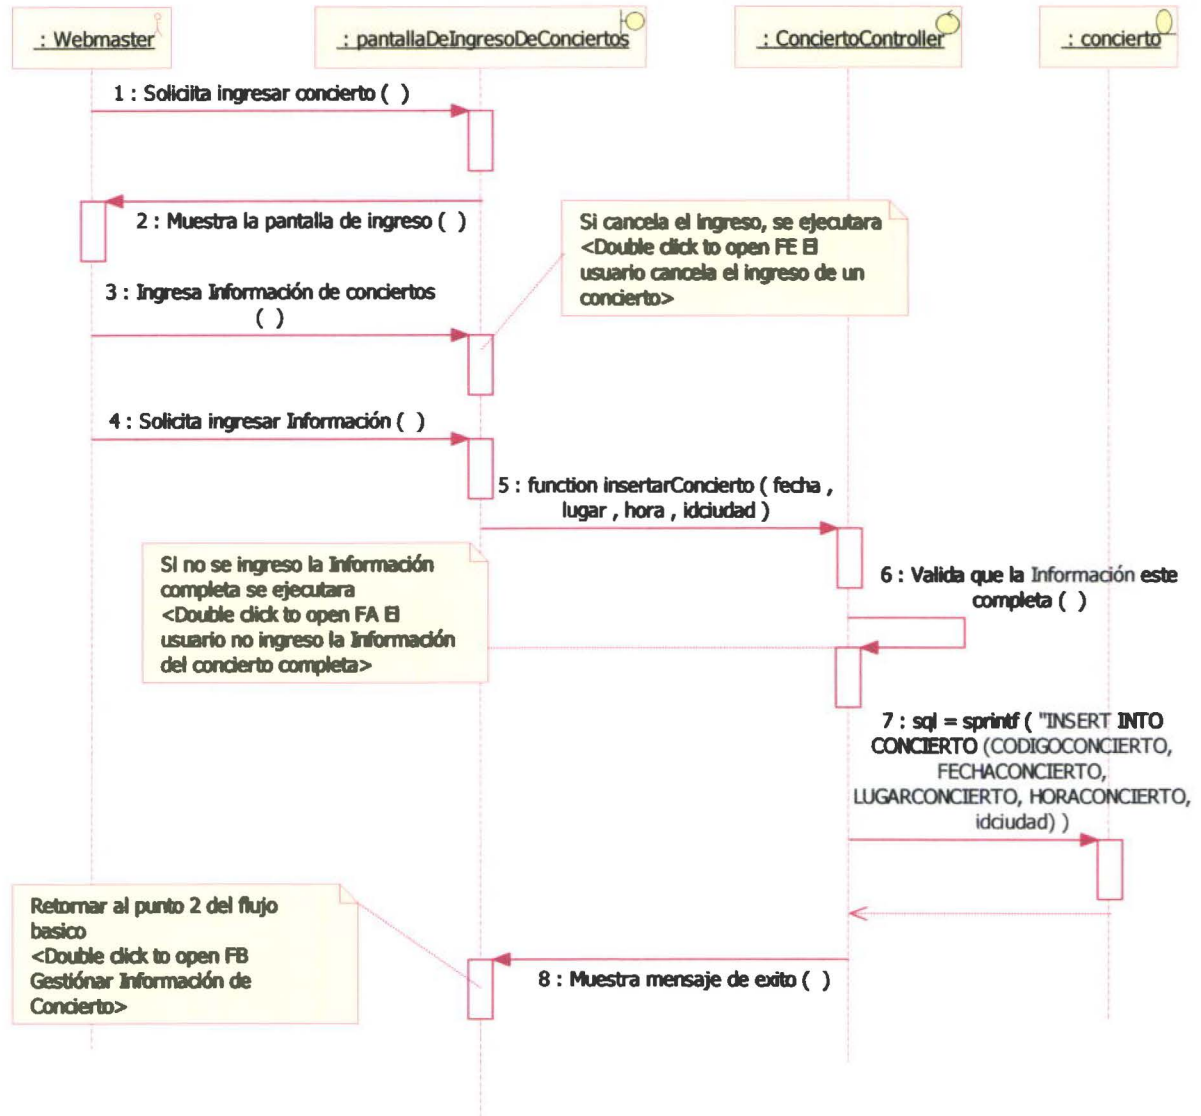 : Webmaster
: pantallaDeIngresoDeConciertos
: ConciertoController
: concierto
1 : Soliciita ingresar concierto ( )
2 : Muestra la pantalla de ingreso ( )
Si cancela el ingreso, se ejecutara
<Double click to open FE El
usuario cancela el ingreso de un
concierto>
3 : Ingresa Información de conciertos
( )
4 : Solicita ingresar Información ( )
5 : function insertarConcierto ( fecha ,
lugar , hora , idciudad )
Si no se ingreso la Información
completa se ejecutara
<Double click to open FA El
usuario no ingreso la Información
del concierto completa>
6 : Valida que la Información este
completa ( )
7 : sql = sprintf ( "INSERT INTO
CONCIERTO (CODIGOCONCIERTO,
FECHACONCIERTO,
LUGARCONCIERTO, HORACONCIERTO,
idciudad) )
Retornar al punto 2 del flujo
basico
<Double click to open FB
Gestiónar Información de
Concierto>
8 : Muestra mensaje de exito ( )